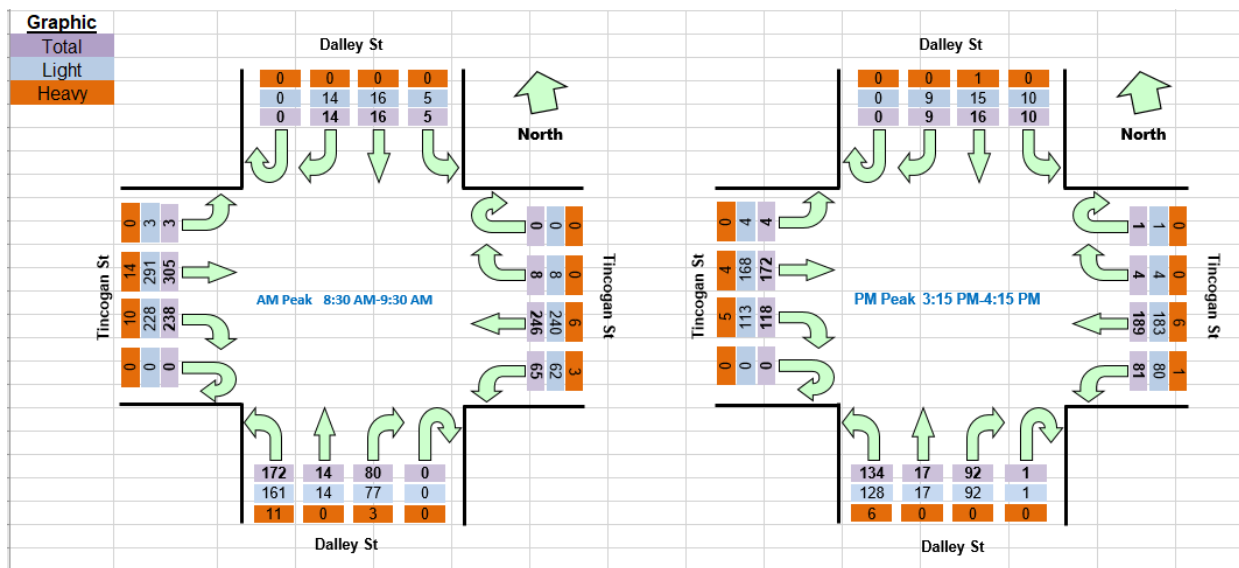 Graphic
Total
Light
Heavy
Dalley St
0 0 0 0
0 14 16 5
0 14 16 5
North
Tincogan St
0 3 3
14 291 305
10 228 238
0 0 0
AM Peak 8:30 AM-9:30 AM
0 0 0
8 8 0
246 240 6
65 62 3
Tincogan St
172 14 80 0
161 14 77 0
11 0 3 0
Dalley St
Dalley St
0 0 1 0
0 9 15 10
0 9 16 10
North
Tincogan St
0 4 4
4 168 172
5 113 118
0 0 0
PM Peak 3:15 PM-4:15 PM
1 1 0
4 4 0
189 183 6
81 80 1
Tincogan St
134 17 92 1
128 17 92 1
6 0 0 0
Dalley St